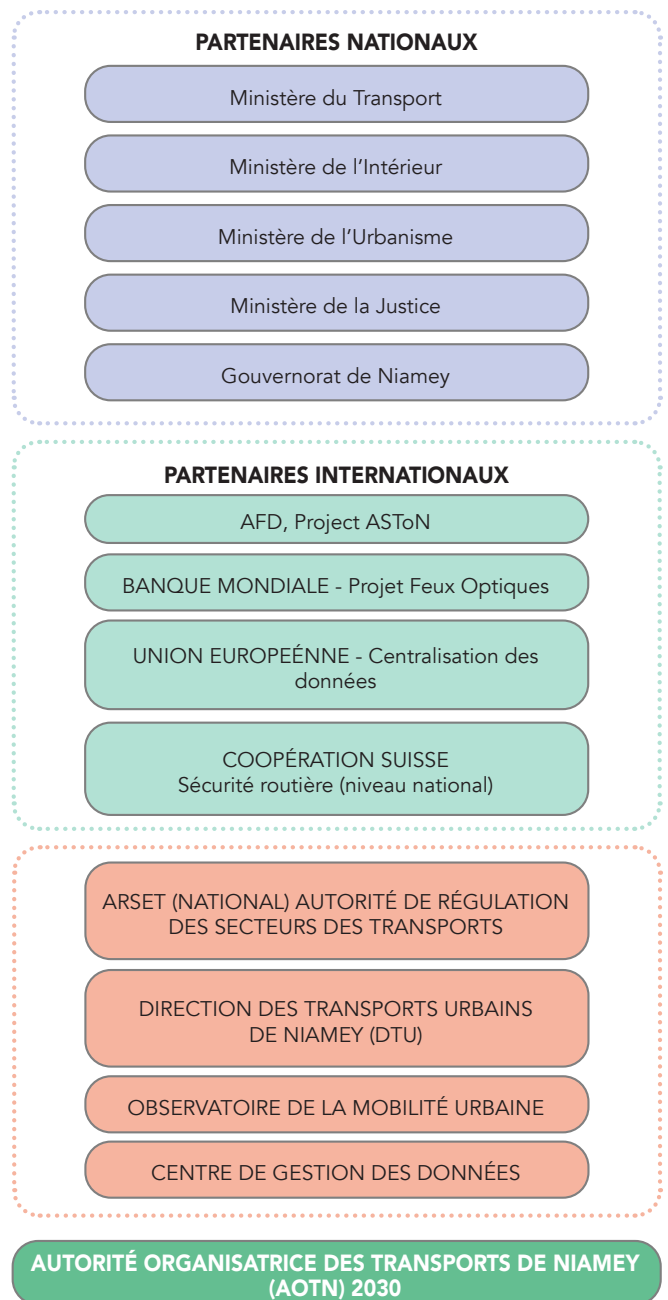 PARTENAIRES NATIONAUX
Ministère du Transport
Ministère de l'Intérieur
Ministère de l'Urbanisme
Ministère de la Justice
Gouvernorat de Niamey
PARTENAIRES INTERNATIONAUX
AFD, Project ASToN
BANQUE MONDIALE - Projet Feux Optiques
UNION EUROPEÉNNE - Centralisation des
données
COOPÉRATION SUISSE
Sécurité routière (niveau national)
ARSET (NATIONAL) AUTORITÉ DE RÉGULATION
DES SECTEURS DES TRANSPORTS
DIRECTION DES TRANSPORTS URBAINS
DE NIAMEY (DTU)
OBSERVATOIRE DE LA MOBILITÉ URBAINE
CENTRE DE GESTION DES DONNÉES
AUTORITÉ ORGANISATRICE DES TRANSPORTS DE NIAMEY
(AOTN) 2030